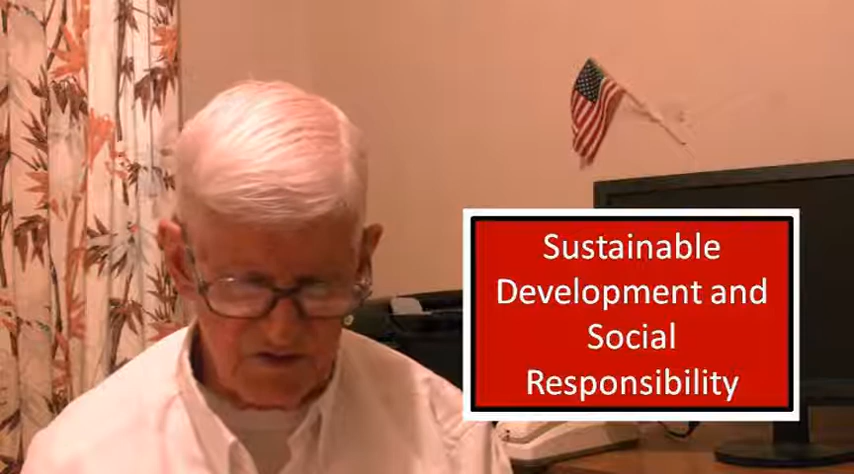 Sustainable
Development and
Social
Responsibility